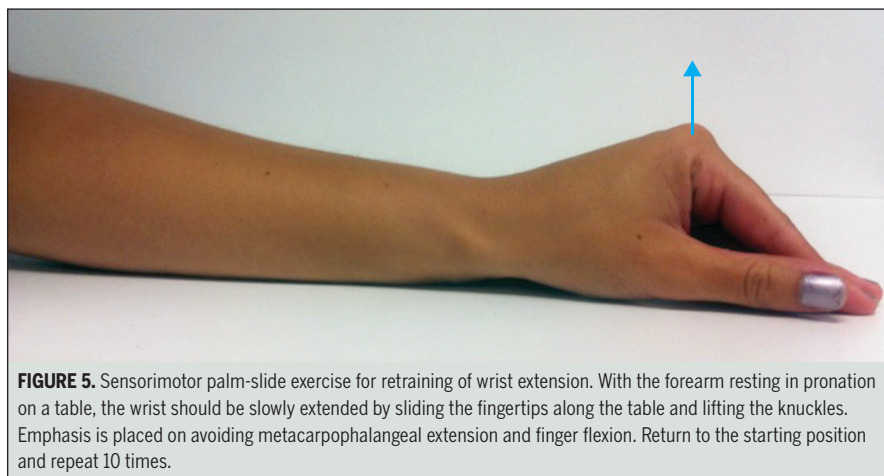 FIGURE 5. Sensorimotor palm-slide exercise for retraining of wrist extension. With the forearm resting in pronation
on a table, the wrist should be slowly extended by sliding the fingertips along the table and lifting the knuckles.
Emphasis is placed on avoiding metacarpophalangeal extension and finger flexion. Return to the starting position
and repeat 10 times.